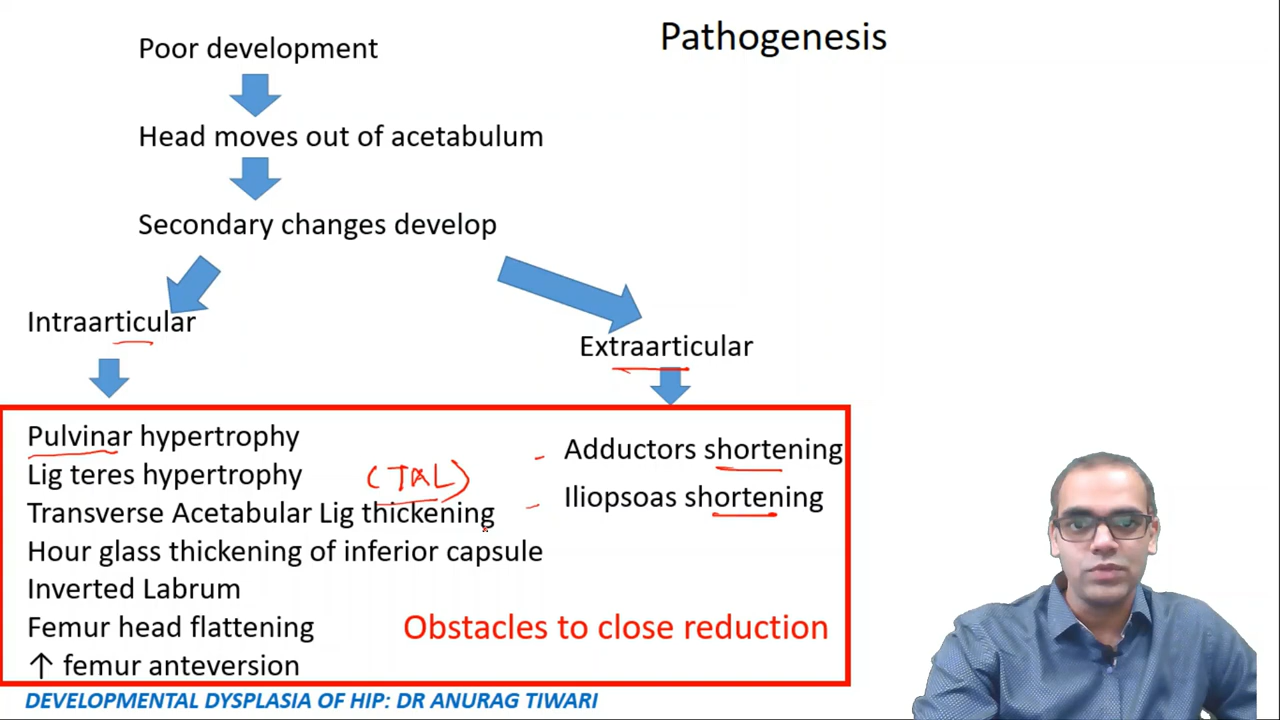 Pathogenesis
Poor development
Head moves out of acetabulum
Secondary changes develop
Intraarticular
Extraarticular
Pulvinar hypertrophy
Lig teres hypertrophy
(TAL)
Transverse Acetabular Lig thickening
Hour glass thickening of inferior capsule
Inverted Labrum
Femur head flattening
↑ femur anteversion
Adductors shortening
Iliopsoas shortening
Obstacles to close reduction
DEVELOPMENTAL DYSPLASIA OF HIP: DR ANURAG TIWARI